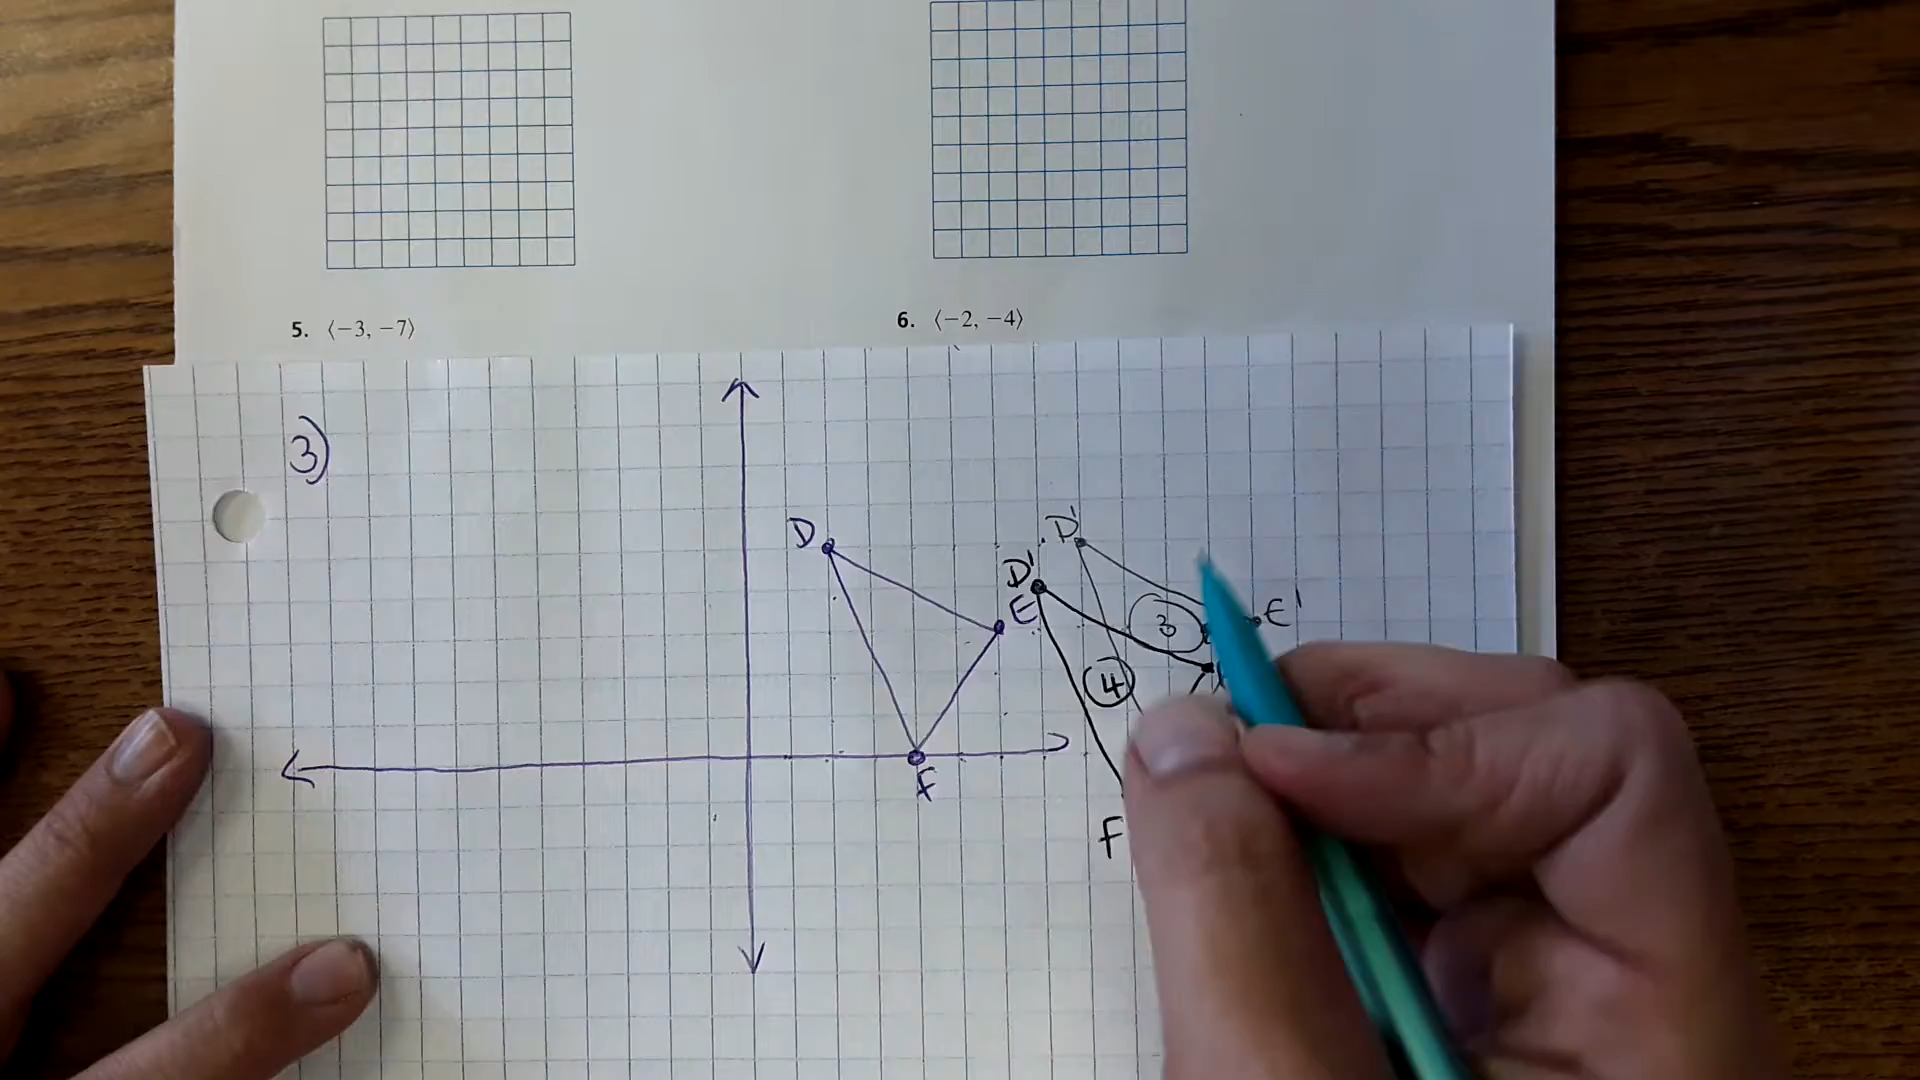 5. ⟨−3, −7⟩
6. ⟨−2, −4⟩
3)
D
D'
D'
E
E'
3
4
F
F